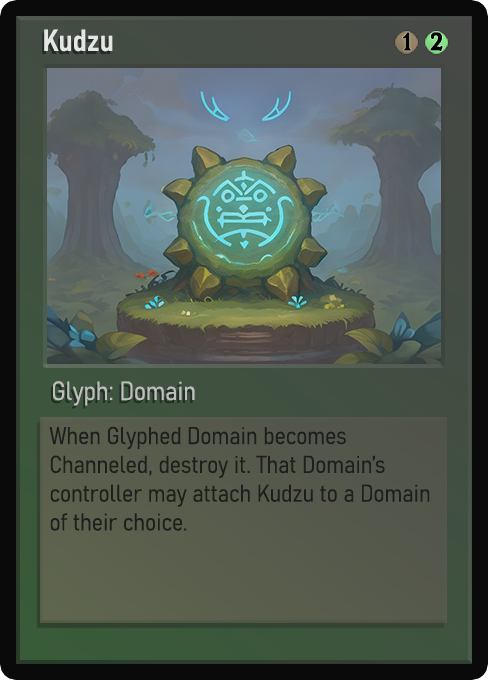 Kudzu
1 2
Glyph: Domain
When Glyphed Domain becomes
Channeled, destroy it. That Domain's
controller may attach Kudzu to a Domain
of their choice.